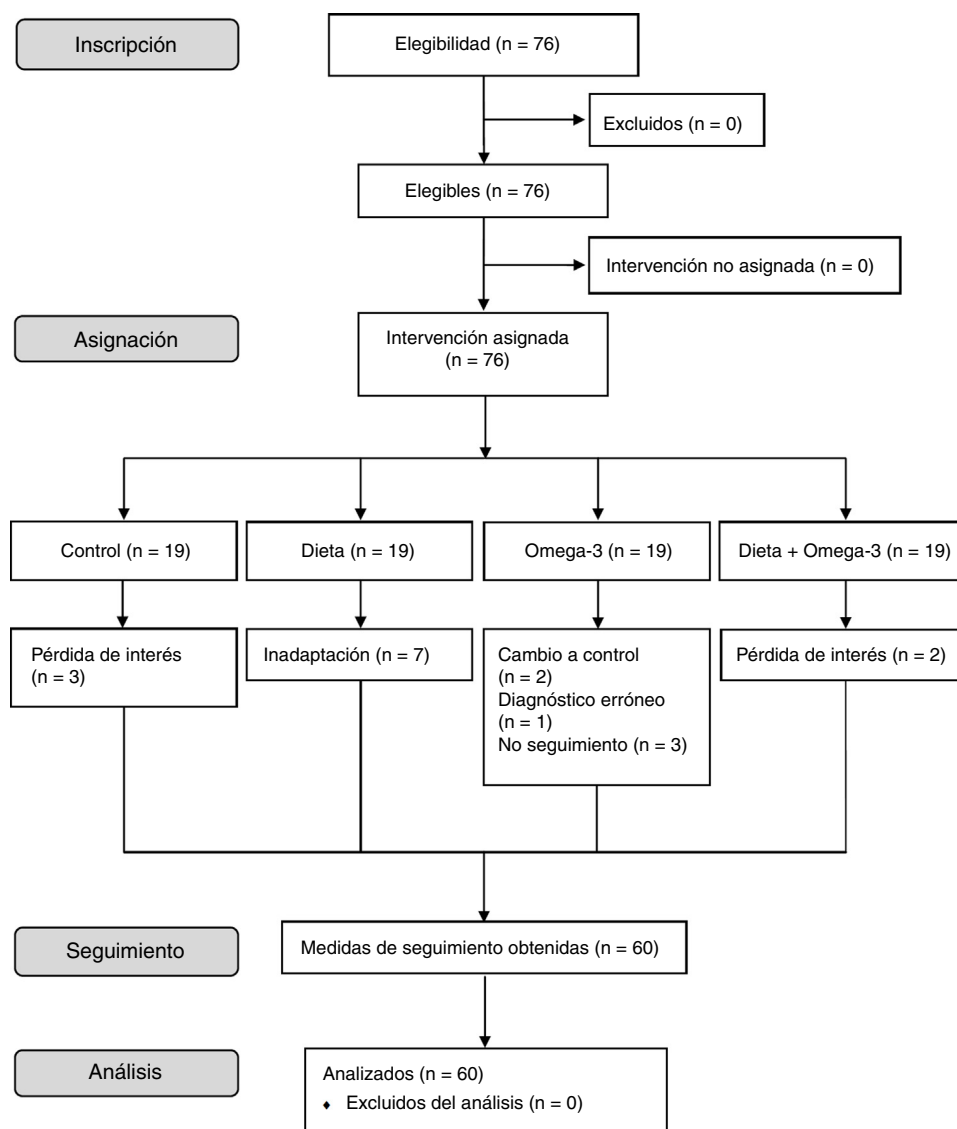 Inscripción
Elegibilidad (n = 76)
Excluidos (n = 0)
Elegibles (n = 76)
Intervención no asignada (n = 0)
Asignación
Intervención asignada
(n = 76)
Control (n = 19)
Dieta (n = 19)
Omega-3 (n = 19)
Dieta + Omega-3 (n = 19)
Pérdida de interés
(n = 3)
Inadaptación (n = 7)
Cambio a control
(n = 2)
Diagnóstico erróneo
(n = 1)
No seguimiento (n = 3)
Pérdida de interés (n = 2)
Seguimiento
Medidas de seguimiento obtenidas (n = 60)
Análisis
Analizados (n = 60)
♦ Excluidos del análisis (n = 0)